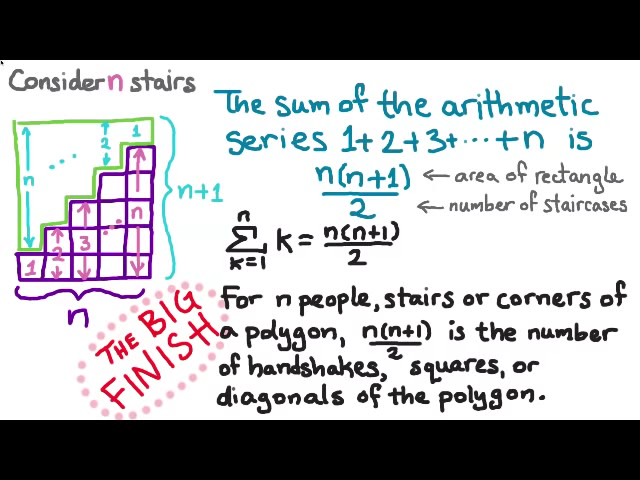 Consider n stairs
The sum of the arithmetic
series 1+2+3+···+n is
n(n+1)
2
← area of rectangle
← number of staircases
n
∑ k = n(n+1)
k=1 2
1
2
n
···
n+1
1
2
3
···
n
n
THE BIG
FINISH
For n people, stairs or corners of
a polygon, n(n+1)/2 is the number
of handshakes, squares, or
diagonals of the polygon.